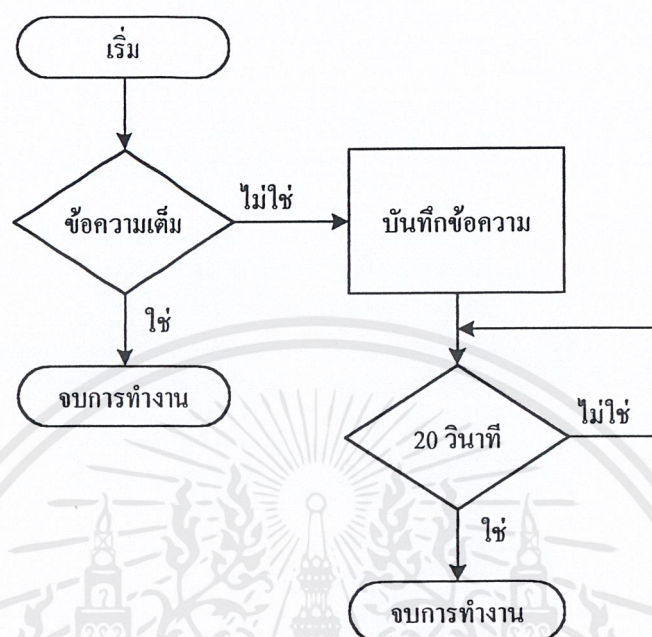 เริ่ม
ข้อความเต็ม
ไม่ใช่
บันทึกข้อความ
ใช่
จบการทำงาน
20 วินาที
ไม่ใช่
ใช่
จบการทำงาน